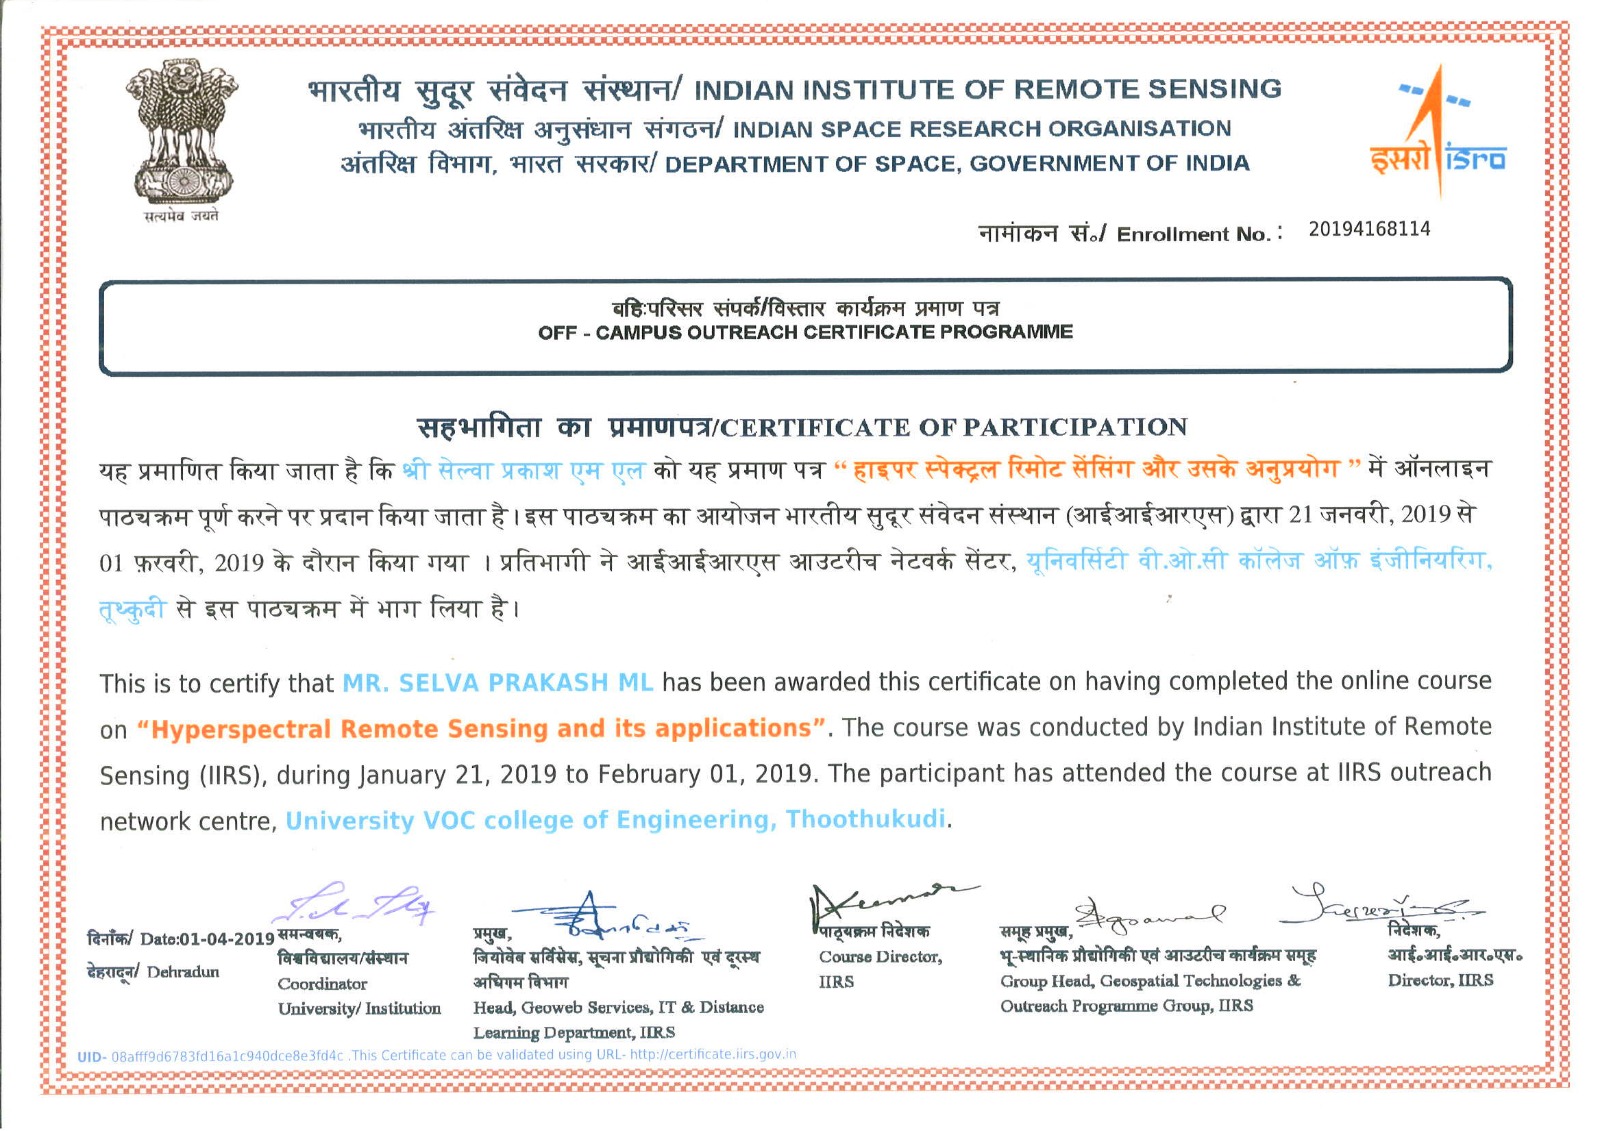 सत्यमेव जयते
भारतीय सुदूर संवेदन संस्थान/ INDIAN INSTITUTE OF REMOTE SENSING
भारतीय अंतरिक्ष अनुसंधान संगठन/ INDIAN SPACE RESEARCH ORGANISATION
अंतरिक्ष विभाग, भारत सरकार/ DEPARTMENT OF SPACE, GOVERNMENT OF INDIA
इसरो isro
नामांकन सं॰/ Enrollment No. : 20194168114
बहि:परिसर संपर्क/विस्तार कार्यक्रम प्रमाण पत्र
OFF - CAMPUS OUTREACH CERTIFICATE PROGRAMME
सहभागिता का प्रमाणपत्र/CERTIFICATE OF PARTICIPATION
यह प्रमाणित किया जाता है कि श्री सेल्वा प्रकाश एम एल को यह प्रमाण पत्र “ हाइपर स्पेक्ट्रल रिमोट सेंसिंग और उसके अनुप्रयोग ” में ऑनलाइन
पाठ्यक्रम पूर्ण करने पर प्रदान किया जाता है। इस पाठ्यक्रम का आयोजन भारतीय सुदूर संवेदन संस्थान (आईआईआरएस) द्वारा 21 जनवरी, 2019 से
01 फ़रवरी, 2019 के दौरान किया गया । प्रतिभागी ने आईआईआरएस आउटरीच नेटवर्क सेंटर, यूनिवर्सिटी वी.ओ.सी कॉलेज ऑफ़ इंजीनियरिंग,
तूथ्कुदी से इस पाठ्यक्रम में भाग लिया है।
This is to certify that MR. SELVA PRAKASH ML has been awarded this certificate on having completed the online course
on “Hyperspectral Remote Sensing and its applications”. The course was conducted by Indian Institute of Remote
Sensing (IIRS), during January 21, 2019 to February 01, 2019. The participant has attended the course at IIRS outreach
network centre, University VOC college of Engineering, Thoothukudi.
दिनाँक/ Date:01-04-2019
देहरादून/ Dehradun
समन्वयक,
विश्वविद्यालय/संस्थान
Coordinator
University/ Institution
प्रमुख,
जियोवेब सर्विसेस, सूचना प्रौद्योगिकी एवं दूरस्थ
अधिगम विभाग
Head, Geoweb Services, IT & Distance
Learning Department, IIRS
पाठ्यक्रम निदेशक
Course Director,
IIRS
समूह प्रमुख,
भू-स्थानिक प्रौद्योगिकी एवं आउटरीच कार्यक्रम समूह
Group Head, Geospatial Technologies &
Outreach Programme Group, IIRS
निदेशक,
आई॰आई॰आर॰एस॰
Director, IIRS
UID- 08afff9d6783fd16a1c940dce8e3fd4c .This Certificate can be validated using URL- http://certificate.iirs.gov.in